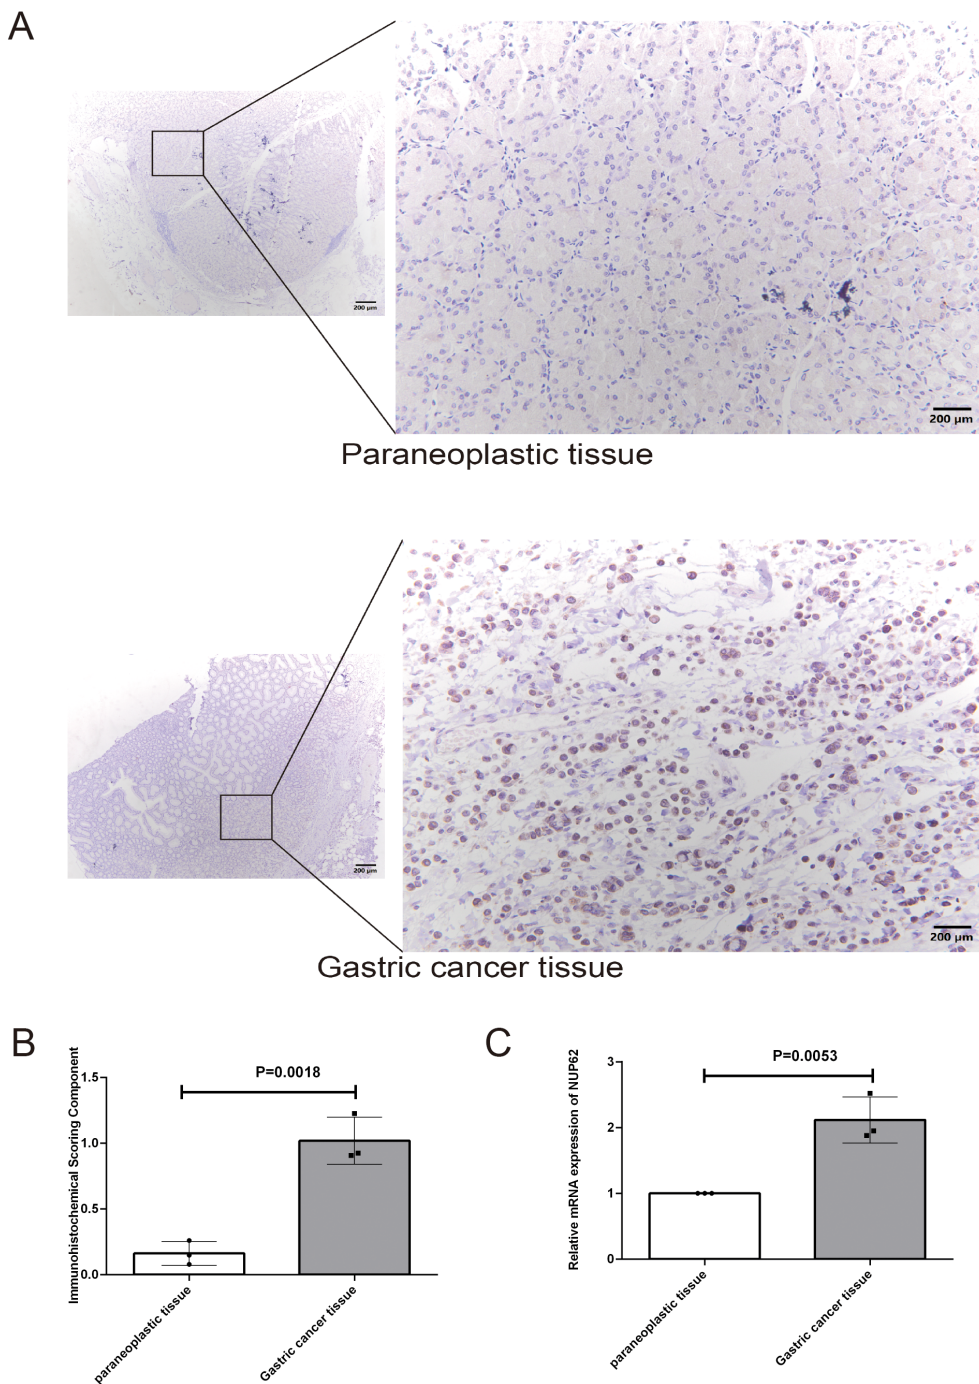 A
200 μm
200 μm
Paraneoplastic tissue
200 μm
200 μm
Gastric cancer tissue
B
P=0.0018
Immunohistochemical Scoring Component
1.5
1.0
0.5
0.0
paraneoplastic tissue
Gastric cancer tissue
C
P=0.0053
Relative mRNA expression of NUP62
3
2
1
0
paraneoplastic tissue
Gastric cancer tissue